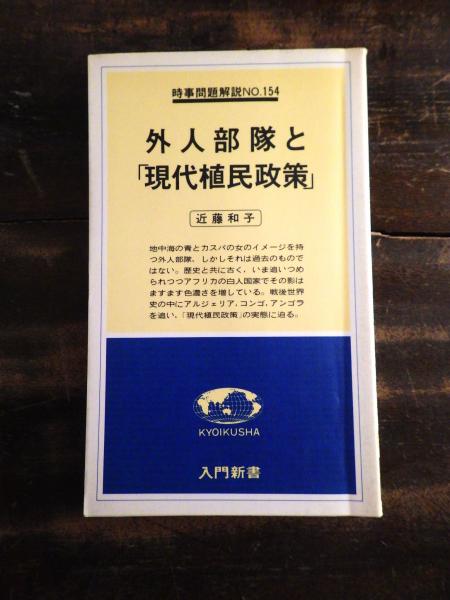 時事問題解説NO.154
外人部隊と
「現代植民政策」
近藤和子
地中海の青とカスバの女のイメージを持
つ外人部隊、しかしそれは過去のもので
はない。歴史と共に古く、いま追いつめ
られつつアフリカの白人国家でその影は
ますます色濃さを増している。戦後世界
史の中にアルジェリア，コンゴ，アンゴラ
を追い，「現代植民政策」の実態に迫る。
KYOIKUSHA
入門新書